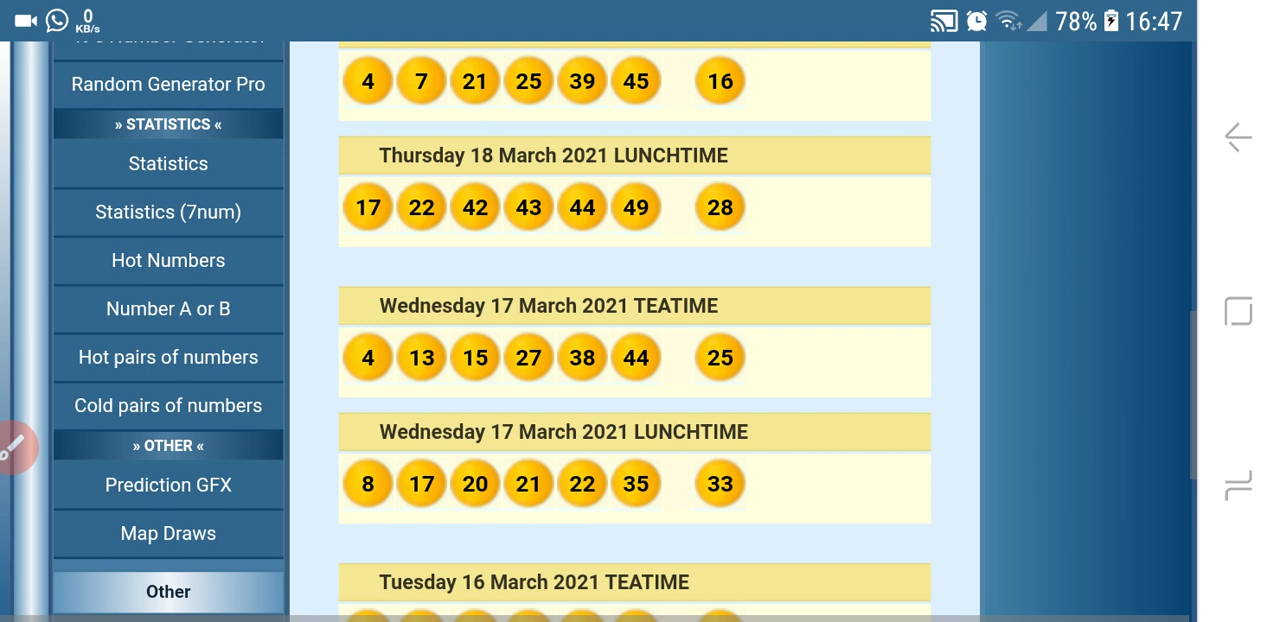 0
KB/s
78%
16:47
Random Generator Pro
» STATISTICS «
Statistics
Statistics (7num)
Hot Numbers
Number A or B
Hot pairs of numbers
Cold pairs of numbers
» OTHER «
Prediction GFX
Map Draws
Other
4 7 21 25 39 45 16
Thursday 18 March 2021 LUNCHTIME
17 22 42 43 44 49 28
Wednesday 17 March 2021 TEATIME
4 13 15 27 38 44 25
Wednesday 17 March 2021 LUNCHTIME
8 17 20 21 22 35 33
Tuesday 16 March 2021 TEATIME